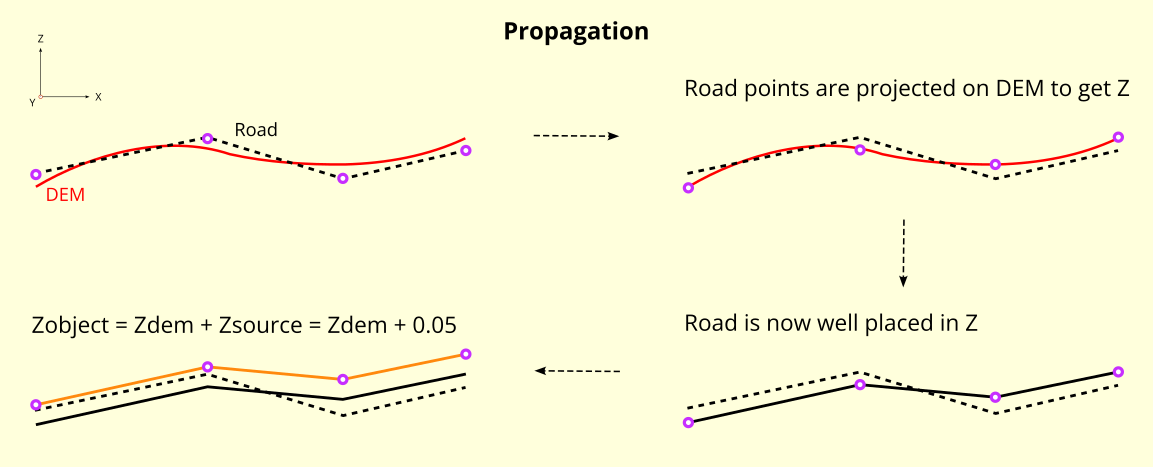 Propagation
Z
Y
X
Road
DEM
Road points are projected on DEM to get Z
Road is now well placed in Z
Zobject = Zdem + Zsource = Zdem + 0.05